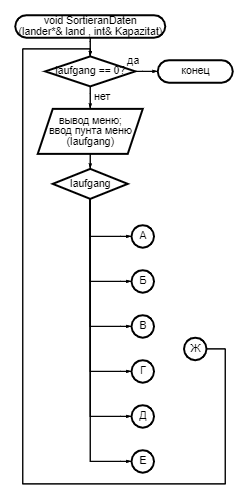 void SortieranDaten
(lander*& land , int& Kapazitat)
laufgang == 0?
да
конец
нет
вывод меню;
ввод пунта меню
(laufgang)
laufgang
А
Б
В
Ж
Г
Д
Е